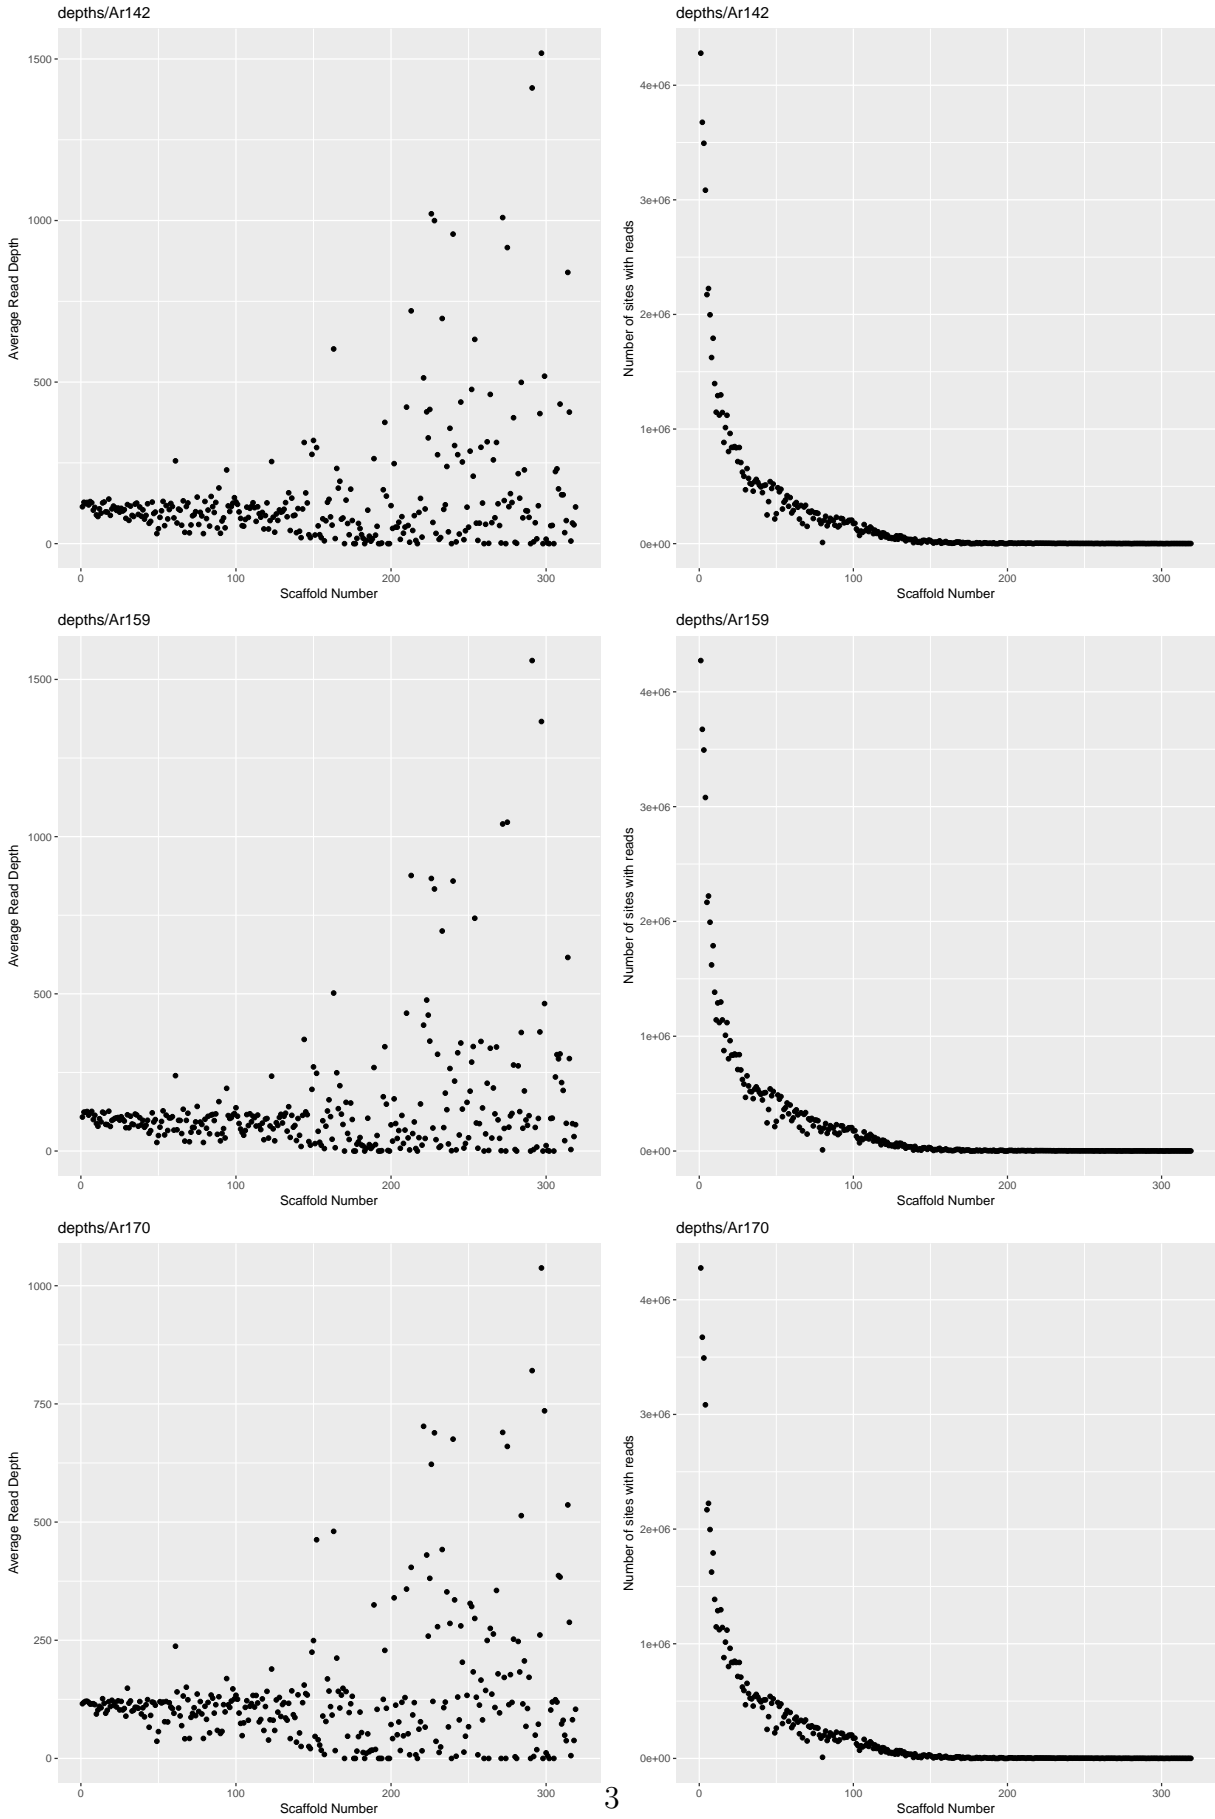 depths/Ar142
depths/Ar142
1500
1000
500
0
Average Read Depth
0 100 200 300
Scaffold Number
4e+06
3e+06
2e+06
1e+06
0e+00
Number of sites with reads
0 100 200 300
Scaffold Number
depths/Ar159
depths/Ar159
1500
1000
500
0
Average Read Depth
0 100 200 300
Scaffold Number
4e+06
3e+06
2e+06
1e+06
0e+00
Number of sites with reads
0 100 200 300
Scaffold Number
depths/Ar170
depths/Ar170
1000
750
500
250
0
Average Read Depth
0 100 200 300
Scaffold Number
4e+06
3e+06
2e+06
1e+06
0e+00
Number of sites with reads
0 100 200 300
Scaffold Number
3